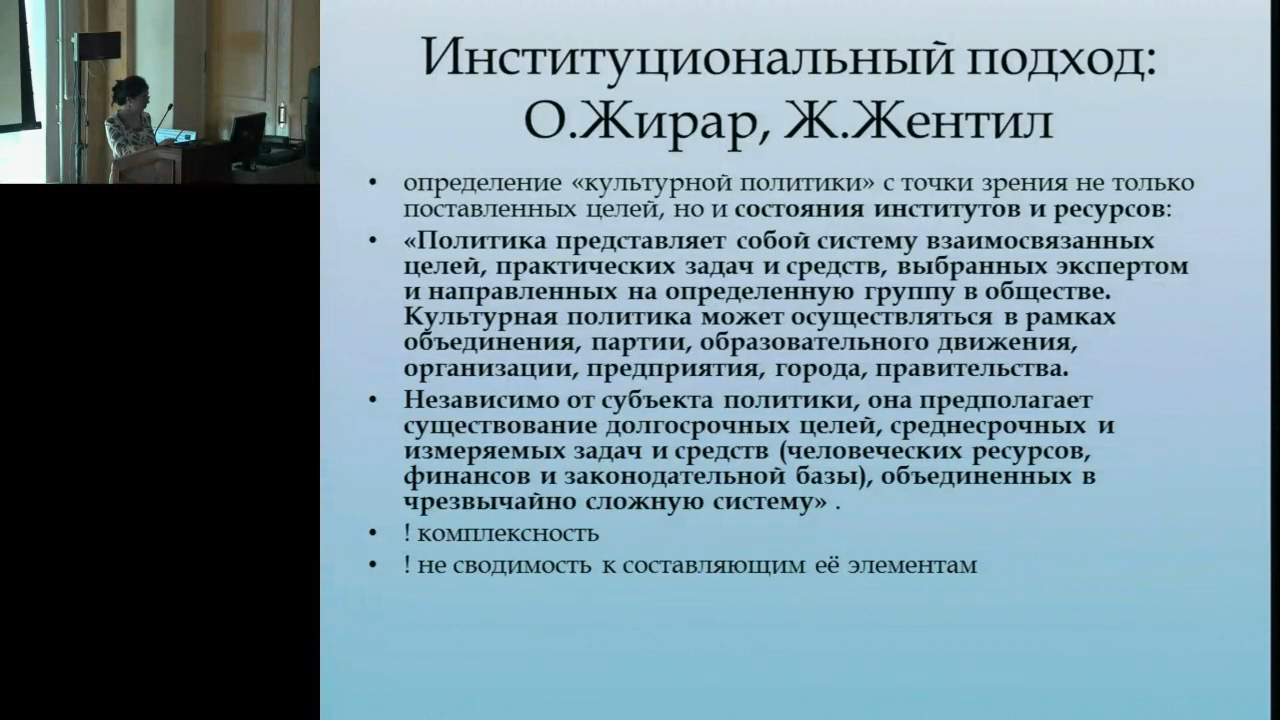 Институциональный подход:
О.Жирар, Ж.Жентил
• определение «культурной политики» с точки зрения не только
поставленных целей, но и состояния институтов и ресурсов:
• «Политика представляет собой систему взаимосвязанных
целей, практических задач и средств, выбранных экспертом
и направленных на определенную группу в обществе.
Культурная политика может осуществляться в рамках
объединения, партии, образовательного движения,
организации, предприятия, города, правительства.
• Независимо от субъекта политики, она предполагает
существование долгосрочных целей, среднесрочных и
измеряемых задач и средств (человеческих ресурсов,
финансов и законодательной базы), объединенных в
чрезвычайно сложную систему» .
• ! комплексность
• ! не сводимость к составляющим её элементам